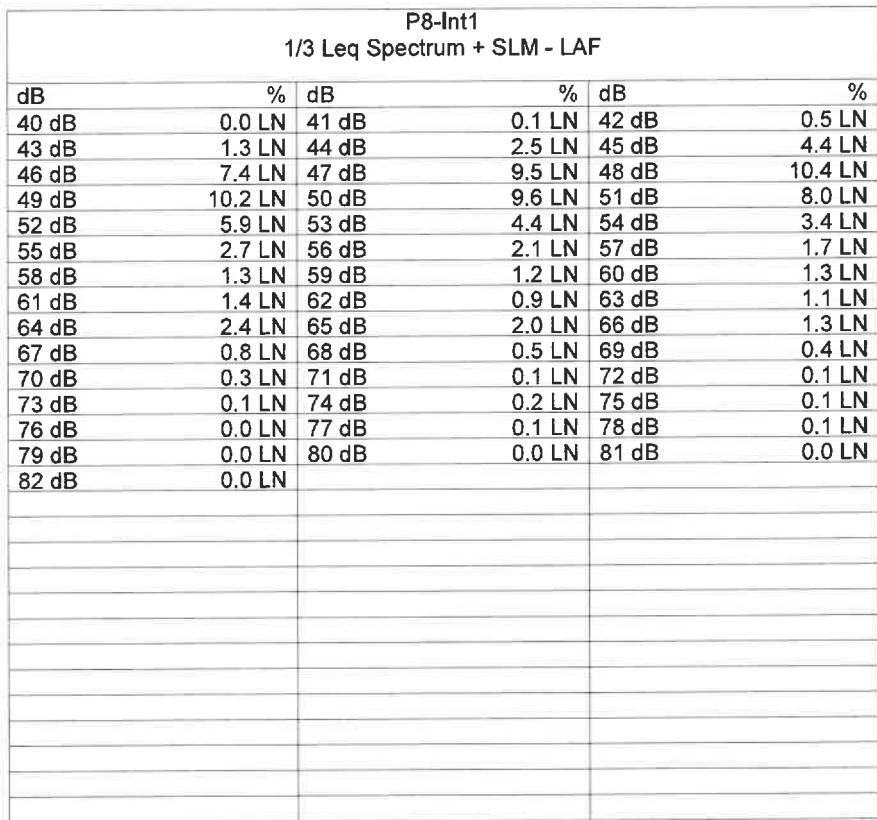 P8-Int1
1/3 Leq Spectrum + SLM - LAF
dB % dB % dB %
40 dB 0.0 LN 41 dB 0.1 LN 42 dB 0.5 LN
43 dB 1.3 LN 44 dB 2.5 LN 45 dB 4.4 LN
46 dB 7.4 LN 47 dB 9.5 LN 48 dB 10.4 LN
49 dB 10.2 LN 50 dB 9.6 LN 51 dB 8.0 LN
52 dB 5.9 LN 53 dB 4.4 LN 54 dB 3.4 LN
55 dB 2.7 LN 56 dB 2.1 LN 57 dB 1.7 LN
58 dB 1.3 LN 59 dB 1.2 LN 60 dB 1.3 LN
61 dB 1.4 LN 62 dB 0.9 LN 63 dB 1.1 LN
64 dB 2.4 LN 65 dB 2.0 LN 66 dB 1.3 LN
67 dB 0.8 LN 68 dB 0.5 LN 69 dB 0.4 LN
70 dB 0.3 LN 71 dB 0.1 LN 72 dB 0.1 LN
73 dB 0.1 LN 74 dB 0.2 LN 75 dB 0.1 LN
76 dB 0.0 LN 77 dB 0.1 LN 78 dB 0.1 LN
79 dB 0.0 LN 80 dB 0.0 LN 81 dB 0.0 LN
82 dB 0.0 LN